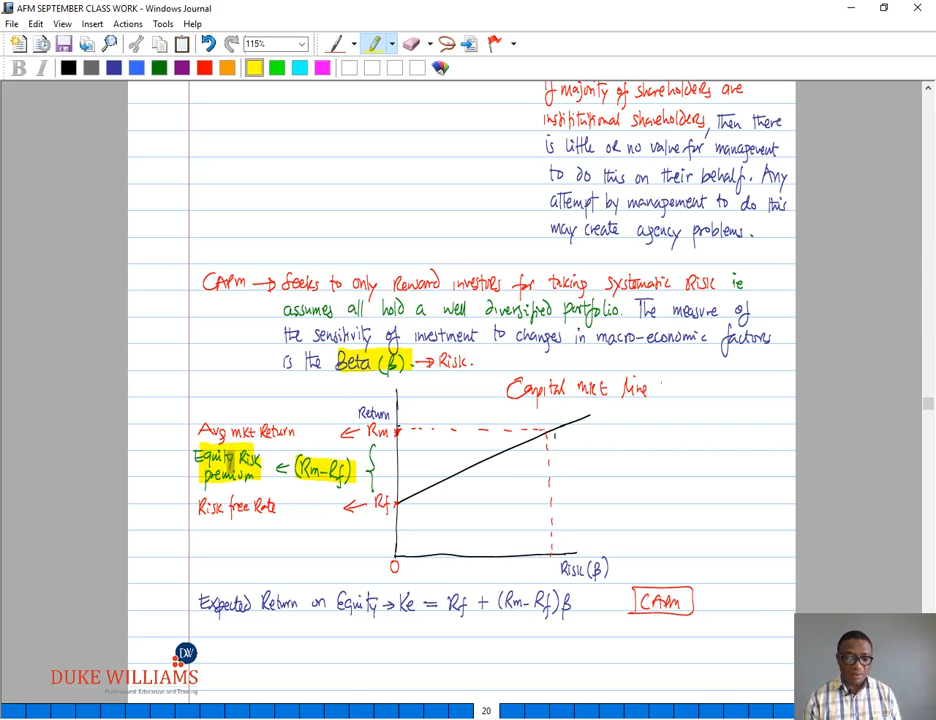 AFM SEPTEMBER CLASS WORK - Windows Journal
File Edit View Insert Actions Tools Help
115%
B I
If majority of shareholders are
institutional shareholders, then there
is little or no value for management
to do this on their behalf. Any
attempt by management to do this
may create agency problems.
CAPM → Seeks to only Reward investors for taking systematic Risk ie
assumes all hold a well diversified portfolio. The measure of
the sensitivity of investment to changes in macro-economic factors
is the Beta (β). → Risk.
Capital mkt line
Return
Avg mkt Return ← Rm
Equity Risk
premium ← (Rm-Rf) {
Risk free Rate ← Rf
0
Risk (β)
Expected Return on Equity → Ke = Rf + (Rm-Rf)β CAPM
DW
DUKE WILLIAMS
Professional Education and Training
20